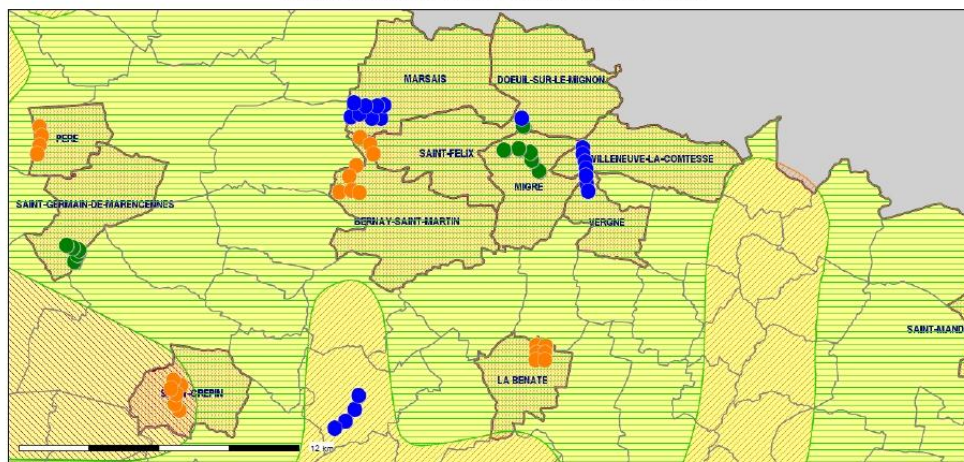 MARSAIS
DOEUIL-SUR-LE-MIGNON
PERE
SAINT-FELIX
VILLENEUVE-LA-COMTESSE
MIGRE
SAINT-GERMAIN-DE-MARENCENNES
BERNAY-SAINT-MARTIN
VERGNE
SAINT-MAND
LA BENATE
12 km